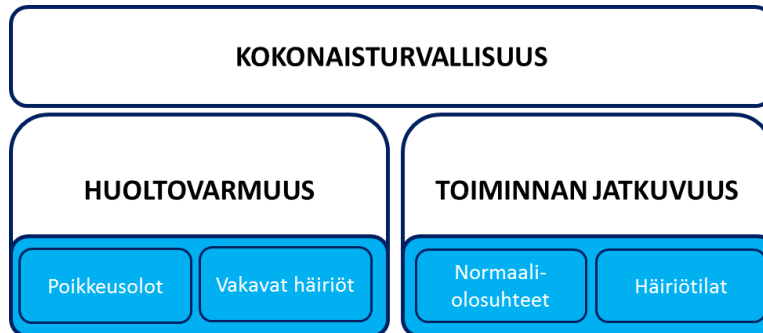 KOKONAISTURVALLISUUS
HUOLTOVARMUUS
TOIMINNAN JATKUVUUS
Poikkeusolot
Vakavat häiriöt
Normaali-
olosuhteet
Häiriötilat